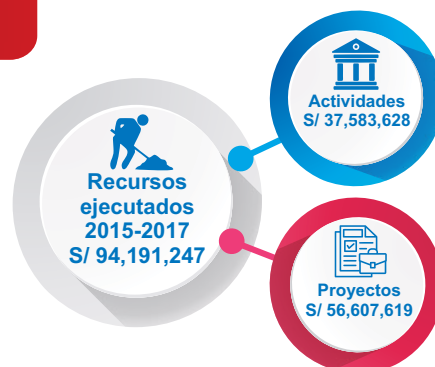 Recursos
ejecutados
2015-2017
S/ 94,191,247
Actividades
S/ 37,583,628
Proyectos
S/ 56,607,619